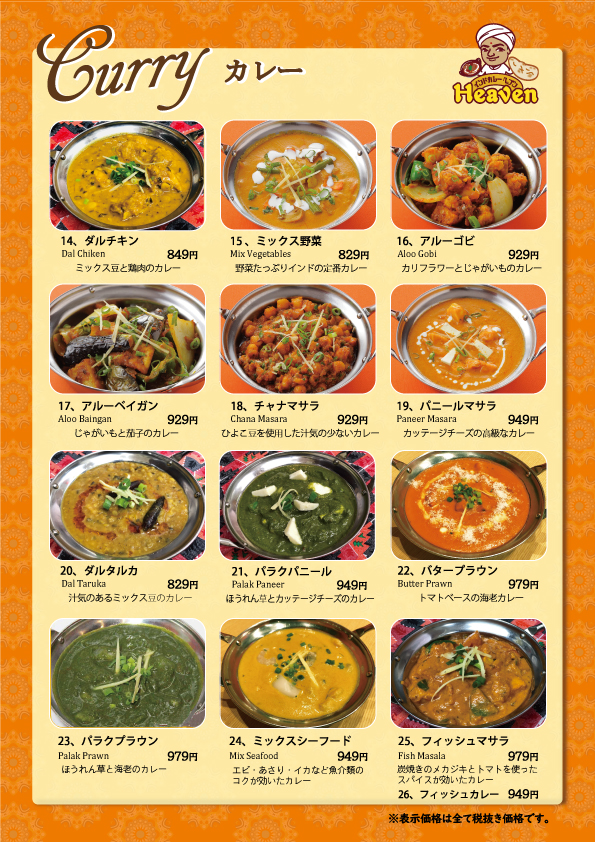 Curry カレー
インドカレーヘブン
Heaven
14、ダルチキン
Dal Chiken 849円
ミックス豆と鶏肉のカレー
15、ミックス野菜
Mix Vegetables 829円
野菜たっぷりインドの定番カレー
16、アルーゴビ
Aloo Gobi 929円
カリフラワーとじゃがいものカレー
17、アルーベイガン
Aloo Baingan 929円
じゃがいもと茄子のカレー
18、チャナマサラ
Chana Masara 929円
ひよこ豆を使用した汁気の少ないカレー
19、パニールマサラ
Paneer Masara 949円
カッテージチーズの高級なカレー
20、ダルタルカ
Dal Taruka 829円
汁気のあるミックス豆のカレー
21、パラクパニール
Palak Paneer 949円
ほうれん草とカッテージチーズのカレー
22、バタープラウン
Butter Prawn 979円
トマトベースの海老カレー
23、パラクプラウン
Palak Prawn 979円
ほうれん草と海老のカレー
24、ミックスシーフード
Mix Seafood 949円
エビ・あさり・イカなど魚介類の
コクが効いたカレー
25、フィッシュマサラ
Fish Masala 979円
炭焼きのメカジキとトマトを使った
スパイスが効いたカレー
26、フィッシュカレー 949円
※表示価格は全て税抜き価格です。